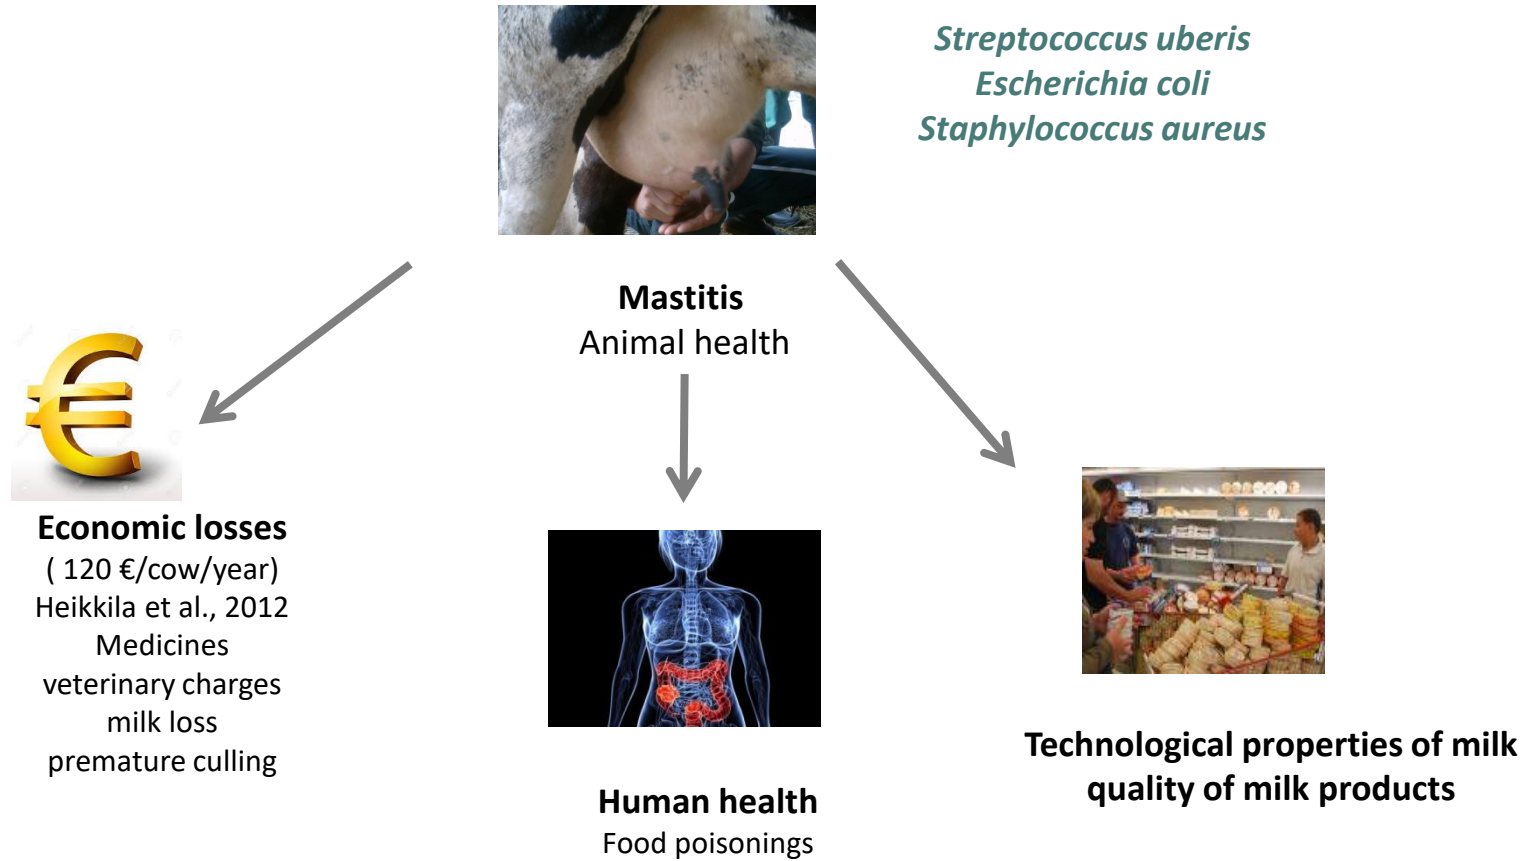 Streptococcus uberis
Escherichia coli
Staphylococcus aureus
Mastitis
Animal health
Economic losses
( 120 €/cow/year)
Heikkila et al., 2012
Medicines
veterinary charges
milk loss
premature culling
Human health
Food poisonings
Technological properties of milk
quality of milk products